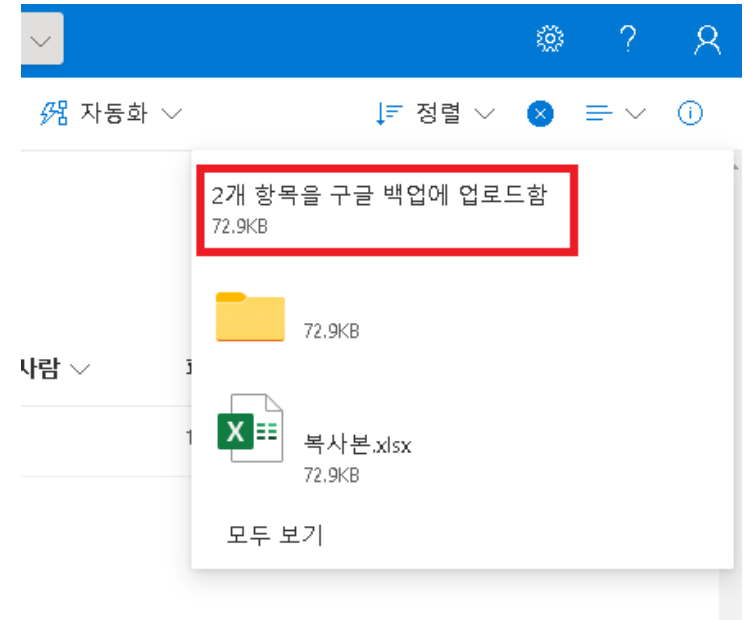 자동화
정렬
2개 항목을 구글 백업에 업로드함
72.9KB
72.9KB
사람
1
복사본.xlsx
72.9KB
모두 보기